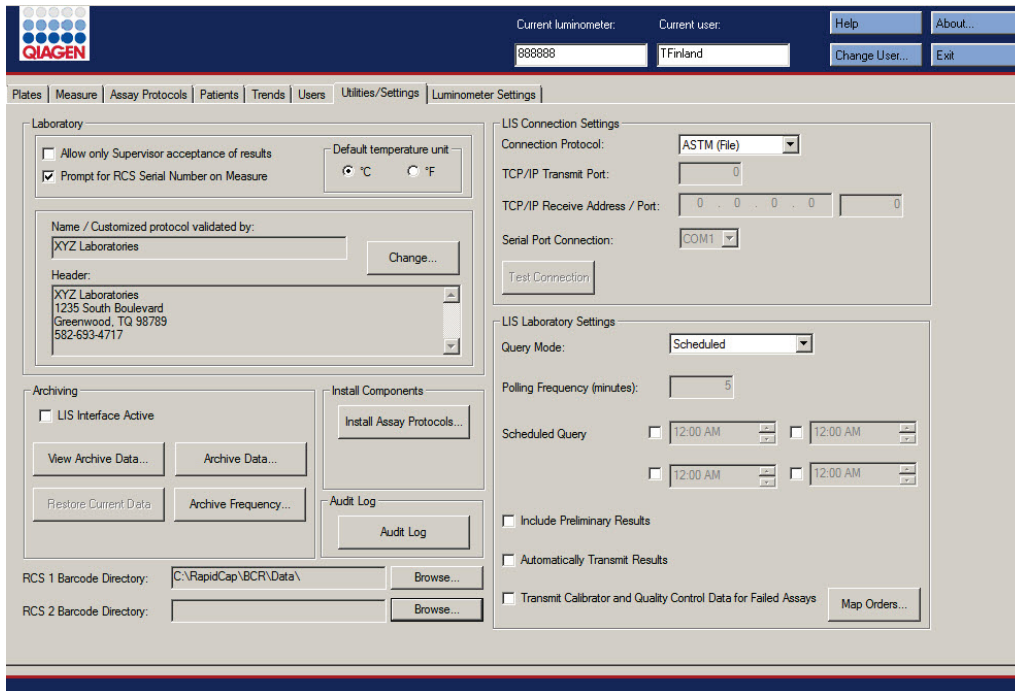 QIAGEN
Current luminometer:
Current user:
888888
TFinland
Help
About...
Change User...
Exit
Plates
Measure
Assay Protocols
Patients
Trends
Users
Utilities/Settings
Luminometer Settings
Laboratory
Allow only Supervisor acceptance of results
Prompt for RCS Serial Number on Measure
Default temperature unit
°C
°F
Name / Customized protocol validated by:
XYZ Laboratories
Change...
Header:
XYZ Laboratories
1235 South Boulevard
Greenwood, TQ 98789
582-693-4717
Archiving
LIS Interface Active
View Archive Data...
Archive Data...
Restore Current Data
Archive Frequency...
Install Components
Install Assay Protocols...
Audit Log
Audit Log
RCS 1 Barcode Directory:
C:\RapidCap\BCR\Data\
Browse...
RCS 2 Barcode Directory:
Browse...
LIS Connection Settings
Connection Protocol:
ASTM (File)
TCP/IP Transmit Port:
0
TCP/IP Receive Address / Port:
0 . 0 . 0 . 0
0
Serial Port Connection:
COM1
Test Connection
LIS Laboratory Settings
Query Mode:
Scheduled
Polling Frequency (minutes):
5
Scheduled Query
12:00 AM
12:00 AM
12:00 AM
12:00 AM
Include Preliminary Results
Automatically Transmit Results
Transmit Calibrator and Quality Control Data for Failed Assays
Map Orders...